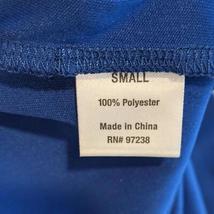 SMALL
100% Polyester
Made in China
RN# 97238